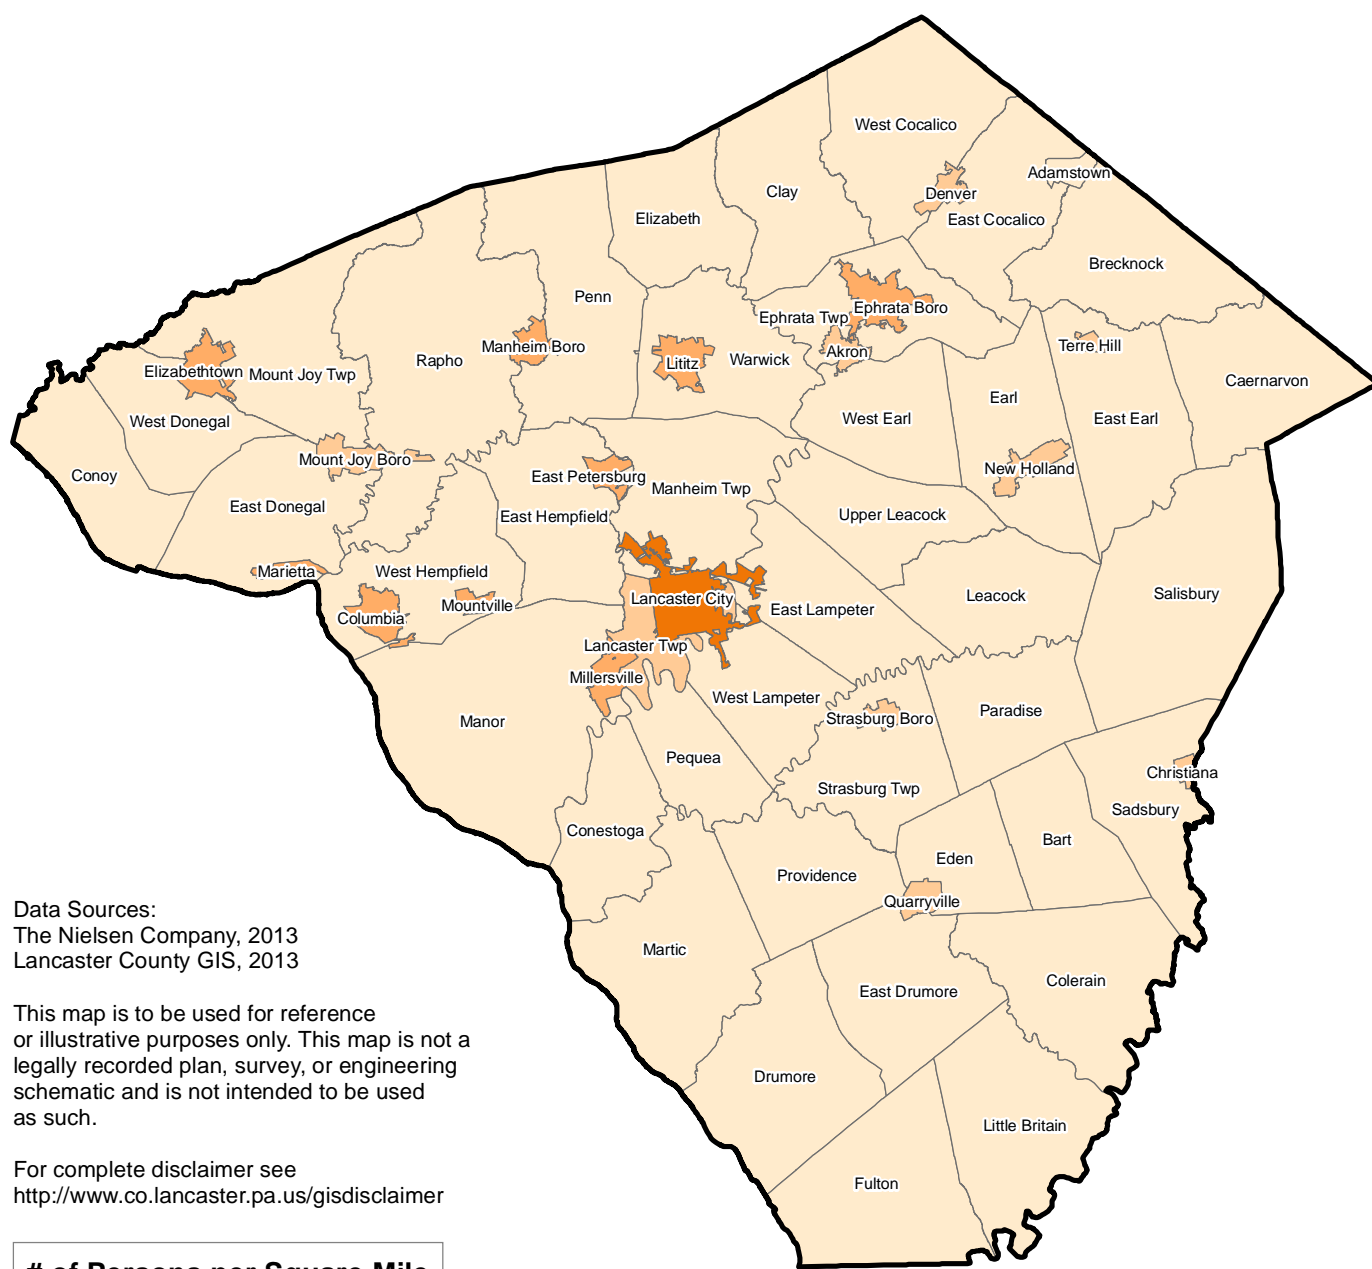 West Cocalico
Adamstown
Clay
Denver
Elizabeth
East Cocalico
Brecknock
Penn
Ephrata Boro
Ephrata Twp
Manheim Boro
Terre Hill
Akron
Rapho
Lititz
Warwick
Elizabethtown
Mount Joy Twp
Caernarvon
Earl
West Donegal
West Earl
East Earl
Mount Joy Boro
New Holland
Conoy
East Petersburg
Manheim Twp
East Donegal
East Hempfield
Upper Leacock
Marietta
West Hempfield
Salisbury
Leacock
Lancaster City
Mountville
East Lampeter
Columbia
Lancaster Twp
Millersville
West Lampeter
Paradise
Strasburg Boro
Manor
Pequea
Christiana
Strasburg Twp
Sadsbury
Conestoga
Bart
Eden
Providence
Quarryville
Data Sources:
The Nielsen Company, 2013
Lancaster County GIS, 2013
Martic
Colerain
East Drumore
This map is to be used for reference
or illustrative purposes only. This map is not a
legally recorded plan, survey, or engineering
schematic and is not intended to be used
as such.
Drumore
Little Britain
For complete disclaimer see
http://www.co.lancaster.pa.us/gisdisclaimer
Fulton
# of Persons per Square Mile